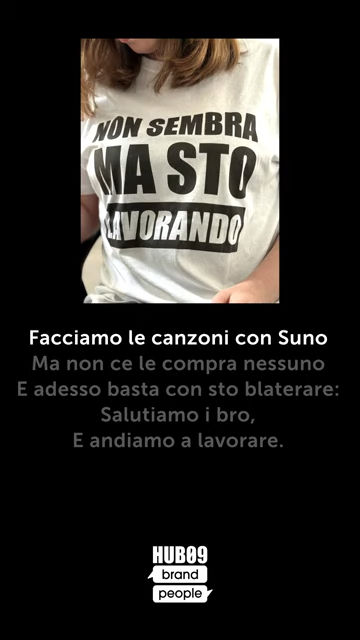 NON SEMBRA
MA STO
LAVORANDO
Facciamo le canzoni con Suno
Ma non ce le compra nessuno
E adesso basta con sto blaterare:
Salutiamo i bro,
E andiamo a lavorare.
HUB09
brand
people